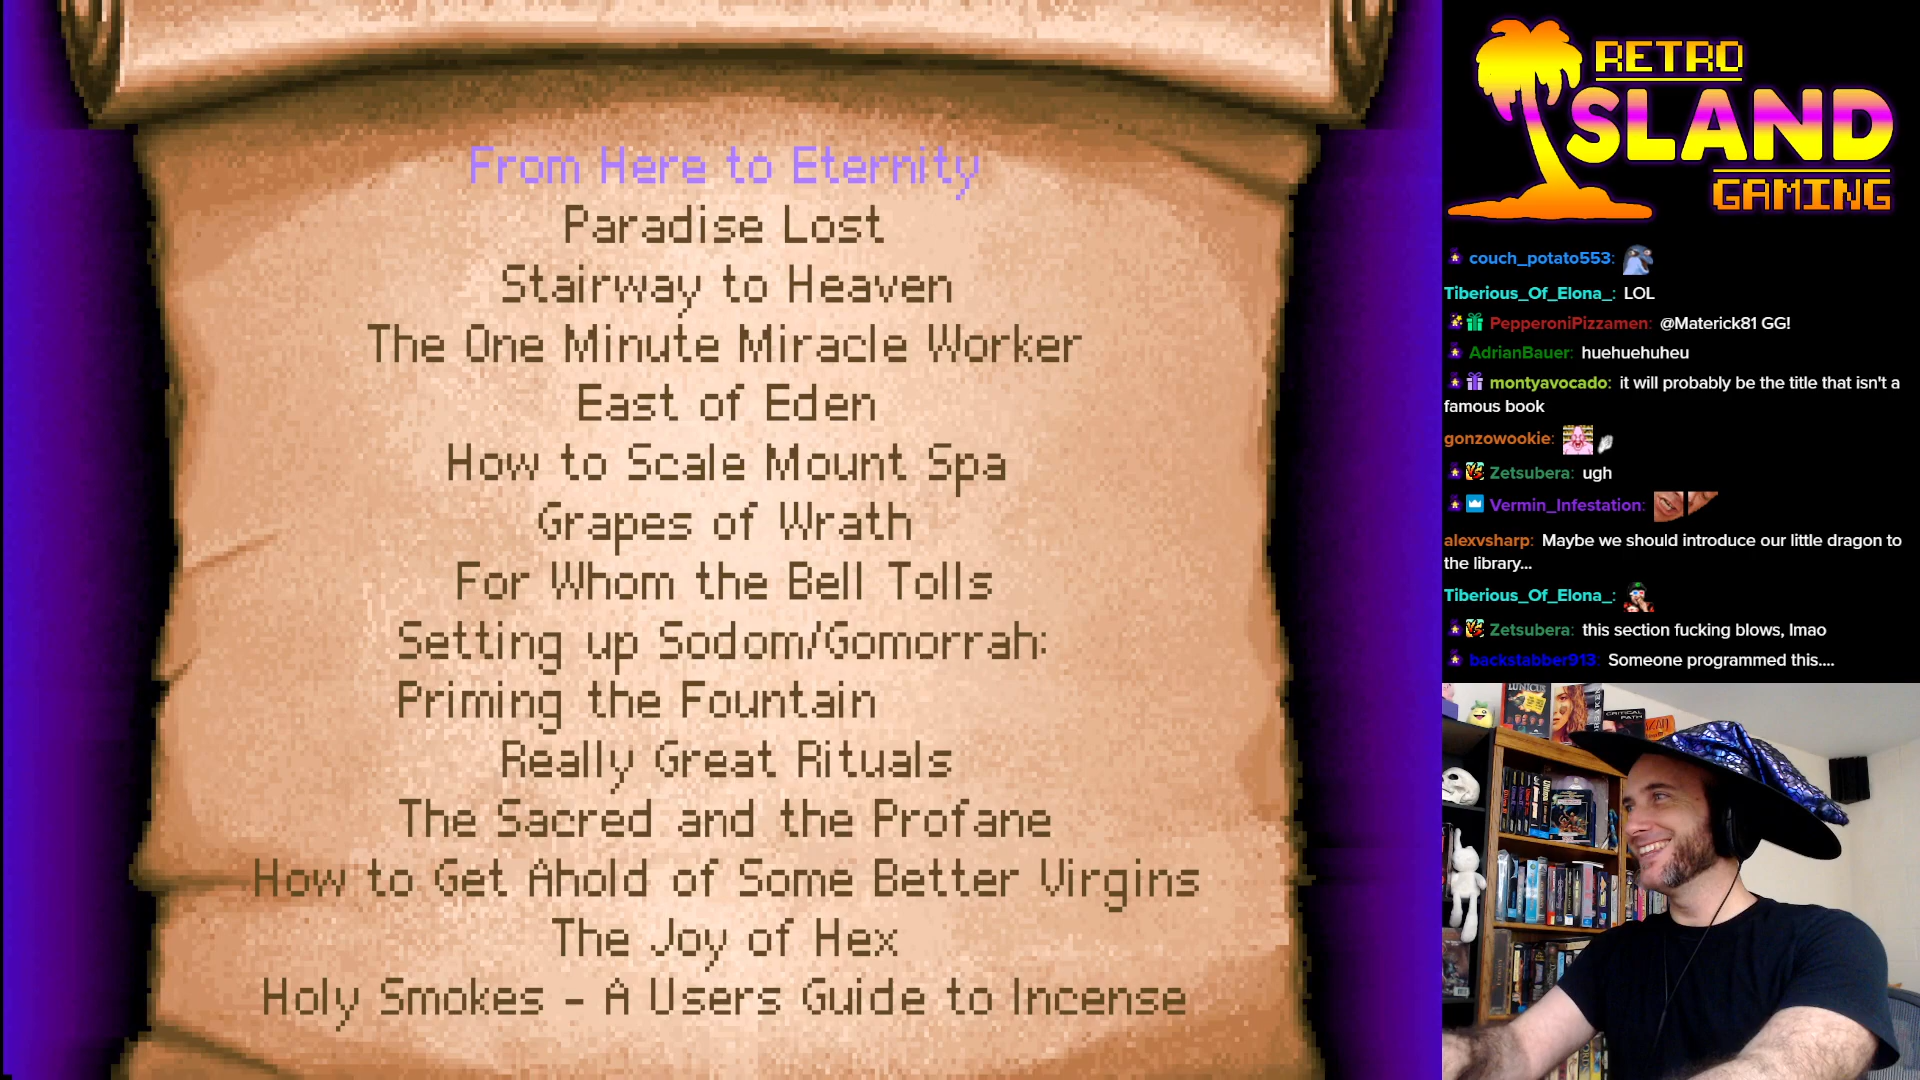 From Here to Eternity
Paradise Lost
Stairway to Heaven
The One Minute Miracle Worker
East of Eden
How to Scale Mount Spa
Grapes of Wrath
For Whom the Bell Tolls
Setting up Sodom/Gomorrah:
Priming the Fountain
Really Great Rituals
The Sacred and the Profane
How to Get Ahold of Some Better Virgins
The Joy of Hex
Holy Smokes - A Users Guide to Incense
RETRO
ISLAND
GAMING
couch_potato553:
Tiberious_Of_Elona_: LOL
PepperoniPizzamen: @Materick81 GG!
AdrianBauer: huehuehuheu
montyavocado: it will probably be the title that isn't a
famous book
gonzowookie:
Zetsubera: ugh
Vermin_Infestation:
alexvsharp: Maybe we should introduce our little dragon to
the library...
Tiberious_Of_Elona_:
Zetsubera: this section fucking blows, lmao
backstabber913: Someone programmed this....
LUNICUS
CRITICAL
PATH